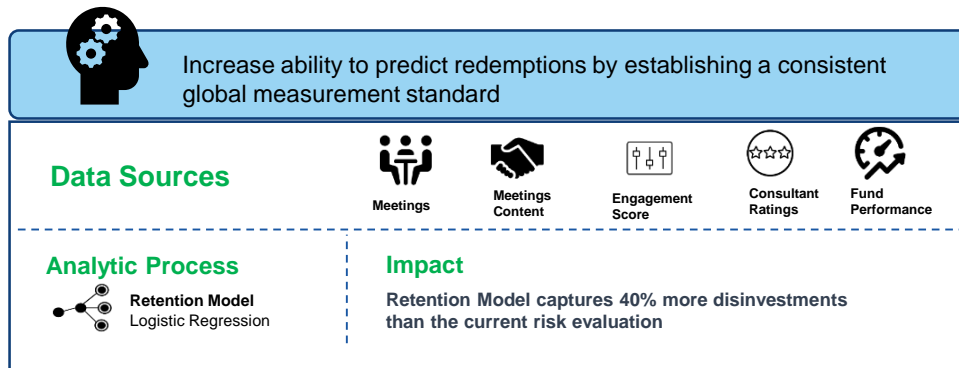 Increase ability to predict redemptions by establishing a consistent
global measurement standard
Data Sources
Meetings
Meetings
Content
Engagement
Score
Consultant
Ratings
Fund
Performance
Analytic Process
Retention Model
Logistic Regression
Impact
Retention Model captures 40% more disinvestments
than the current risk evaluation